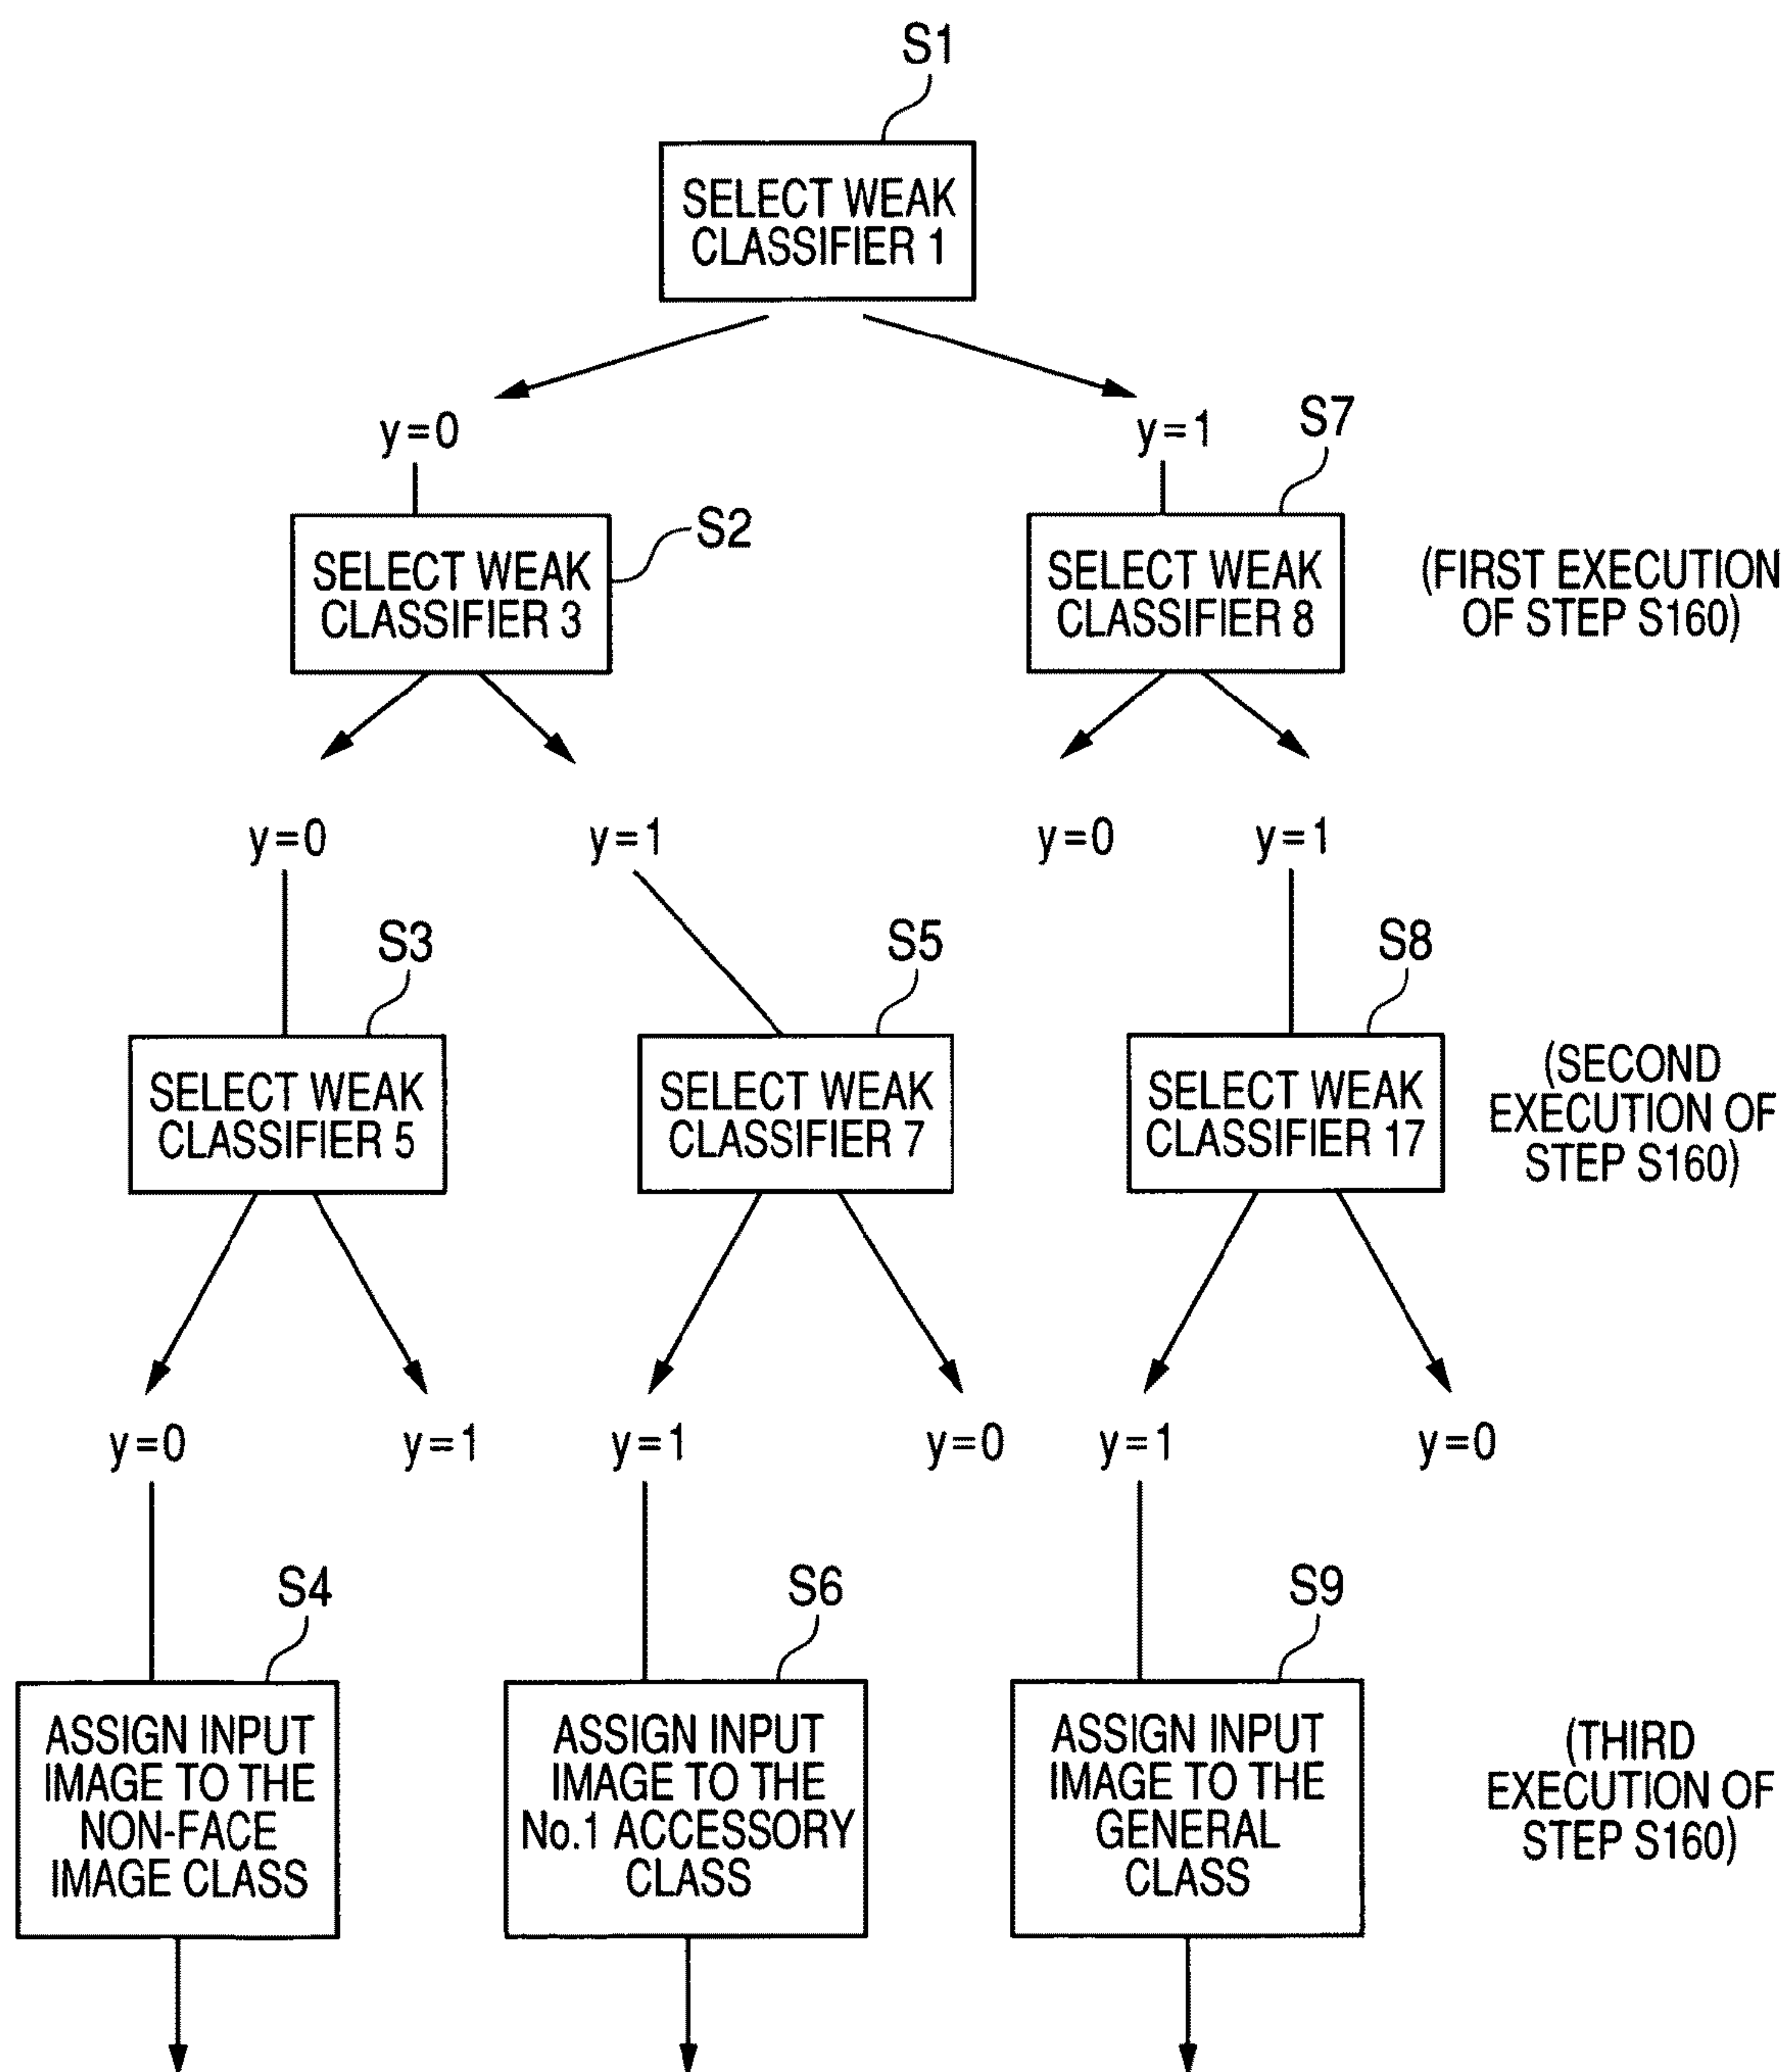 S1
SELECT WEAK
CLASSIFIER 1
y=0
y=1
S7
S2
SELECT WEAK
CLASSIFIER 3
SELECT WEAK
CLASSIFIER 8
(FIRST EXECUTION
OF STEP S160)
y=0
y=1
y=0
y=1
S3
S5
S8
SELECT WEAK
CLASSIFIER 5
SELECT WEAK
CLASSIFIER 7
SELECT WEAK
CLASSIFIER 17
(SECOND
EXECUTION OF
STEP S160)
y=0
y=1
y=1
y=0
y=1
y=0
S4
S6
S9
ASSIGN INPUT
IMAGE TO THE
NON-FACE
IMAGE CLASS
ASSIGN INPUT
IMAGE TO THE
No.1 ACCESSORY
CLASS
ASSIGN INPUT
IMAGE TO THE
GENERAL
CLASS
(THIRD
EXECUTION OF
STEP S160)